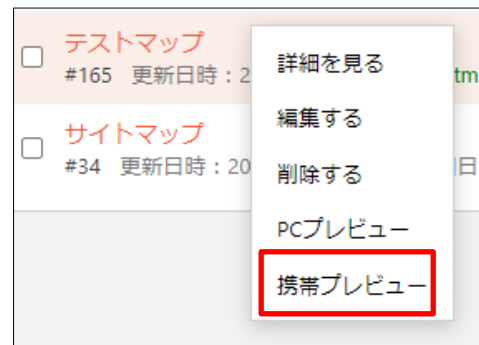 テストマップ
#165 更新日時：2
tm
サイトマップ
#34 更新日時：20
日
詳細を見る
編集する
削除する
PCプレビュー
携帯プレビュー